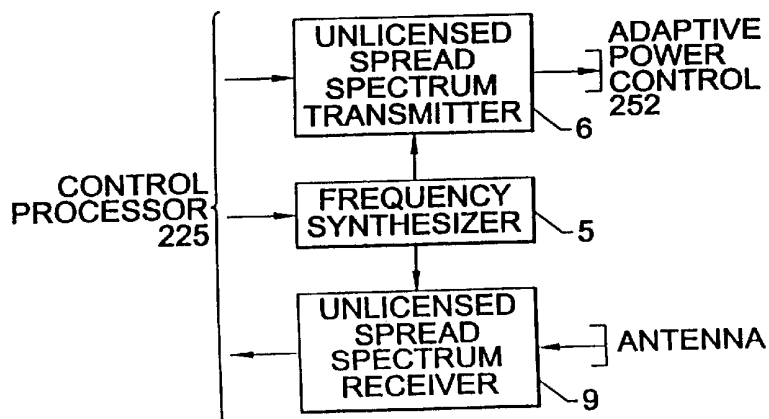 UNLICENSED
SPREAD
SPECTRUM
TRANSMITTER
6
ADAPTIVE
POWER
CONTROL
252
CONTROL
PROCESSOR
225
FREQUENCY
SYNTHESIZER
5
UNLICENSED
SPREAD
SPECTRUM
RECEIVER
9
ANTENNA